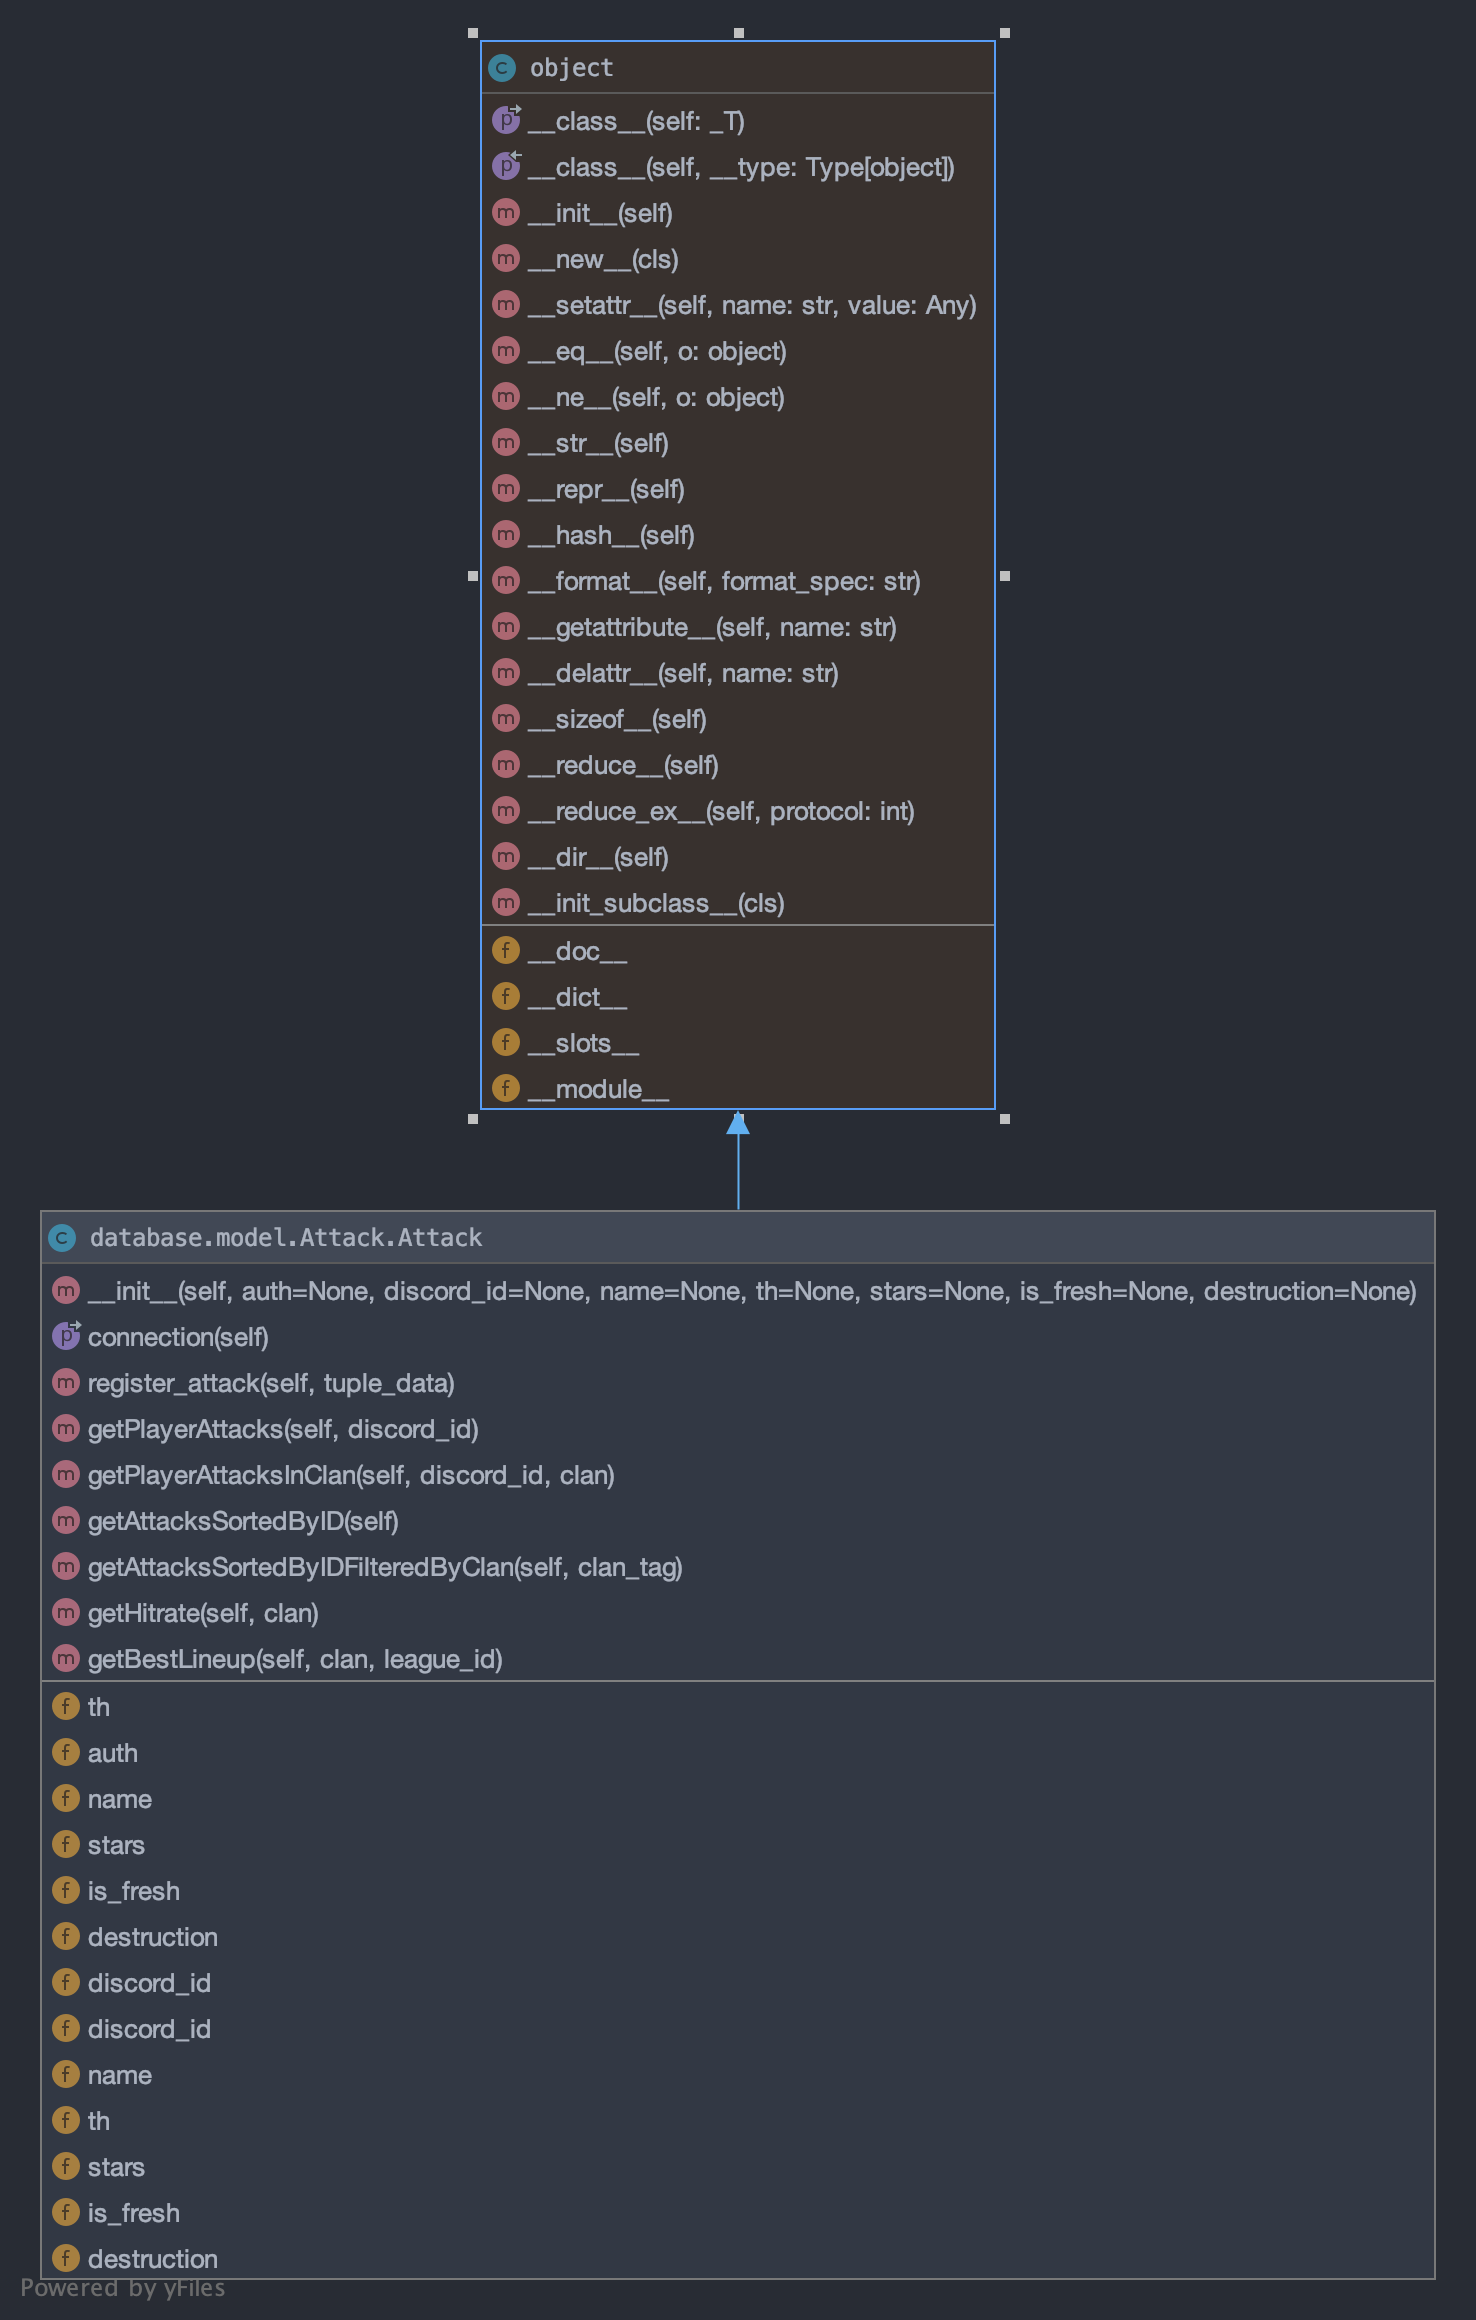 object
__class__(self: _T)
__class__(self, __type: Type[object])
__init__(self)
__new__(cls)
__setattr__(self, name: str, value: Any)
__eq__(self, o: object)
__ne__(self, o: object)
__str__(self)
__repr__(self)
__hash__(self)
__format__(self, format_spec: str)
__getattribute__(self, name: str)
__delattr__(self, name: str)
__sizeof__(self)
__reduce__(self)
__reduce_ex__(self, protocol: int)
__dir__(self)
__init_subclass__(cls)
__doc__
__dict__
__slots__
__module__
database.model.Attack.Attack
__init__(self, auth=None, discord_id=None, name=None, th=None, stars=None, is_fresh=None, destruction=None)
connection(self)
register_attack(self, tuple_data)
getPlayerAttacks(self, discord_id)
getPlayerAttacksInClan(self, discord_id, clan)
getAttacksSortedByID(self)
getAttacksSortedByIDFilteredByClan(self, clan_tag)
getHitrate(self, clan)
getBestLineup(self, clan, league_id)
th
auth
name
stars
is_fresh
destruction
discord_id
discord_id
name
th
stars
is_fresh
destruction
Powered by yFiles